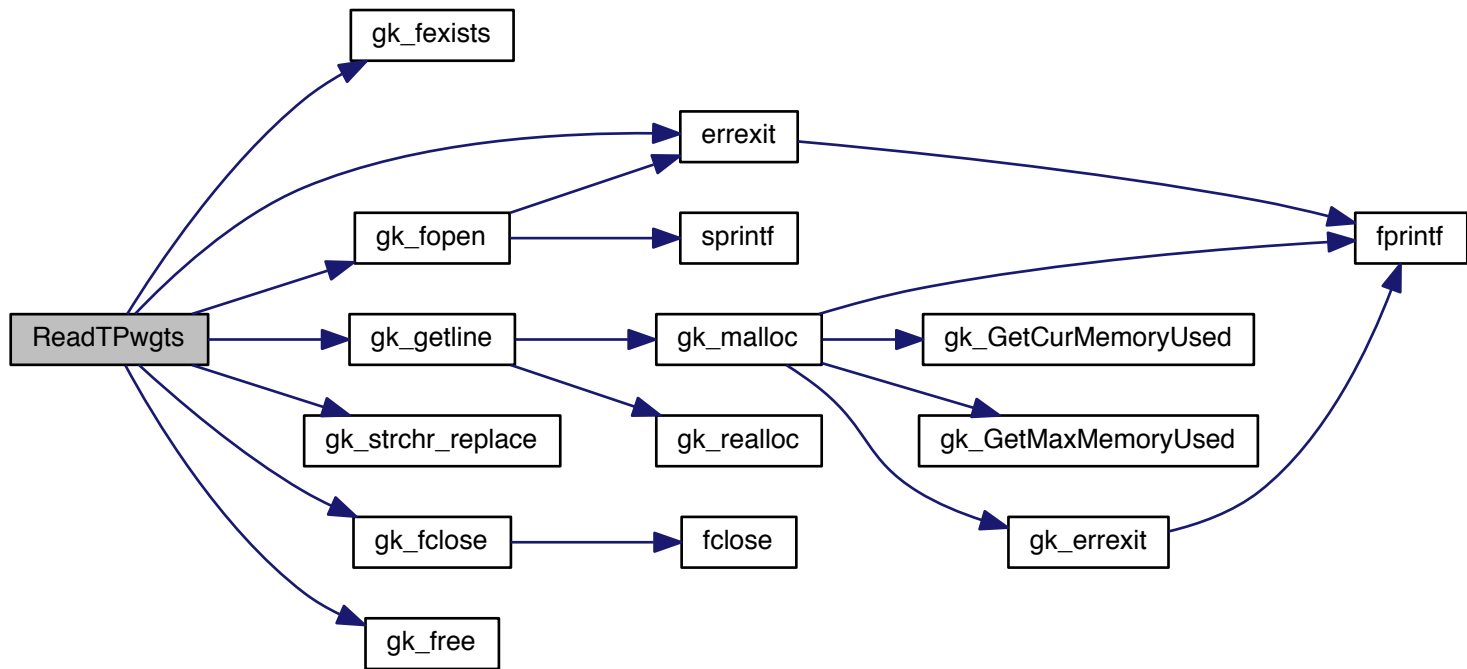 gk_fexists
errexit
gk_fopen
sprintf
fprintf
ReadTPwgts
gk_getline
gk_malloc
gk_GetCurMemoryUsed
gk_strchr_replace
gk_realloc
gk_GetMaxMemoryUsed
gk_fclose
fclose
gk_errexit
gk_free